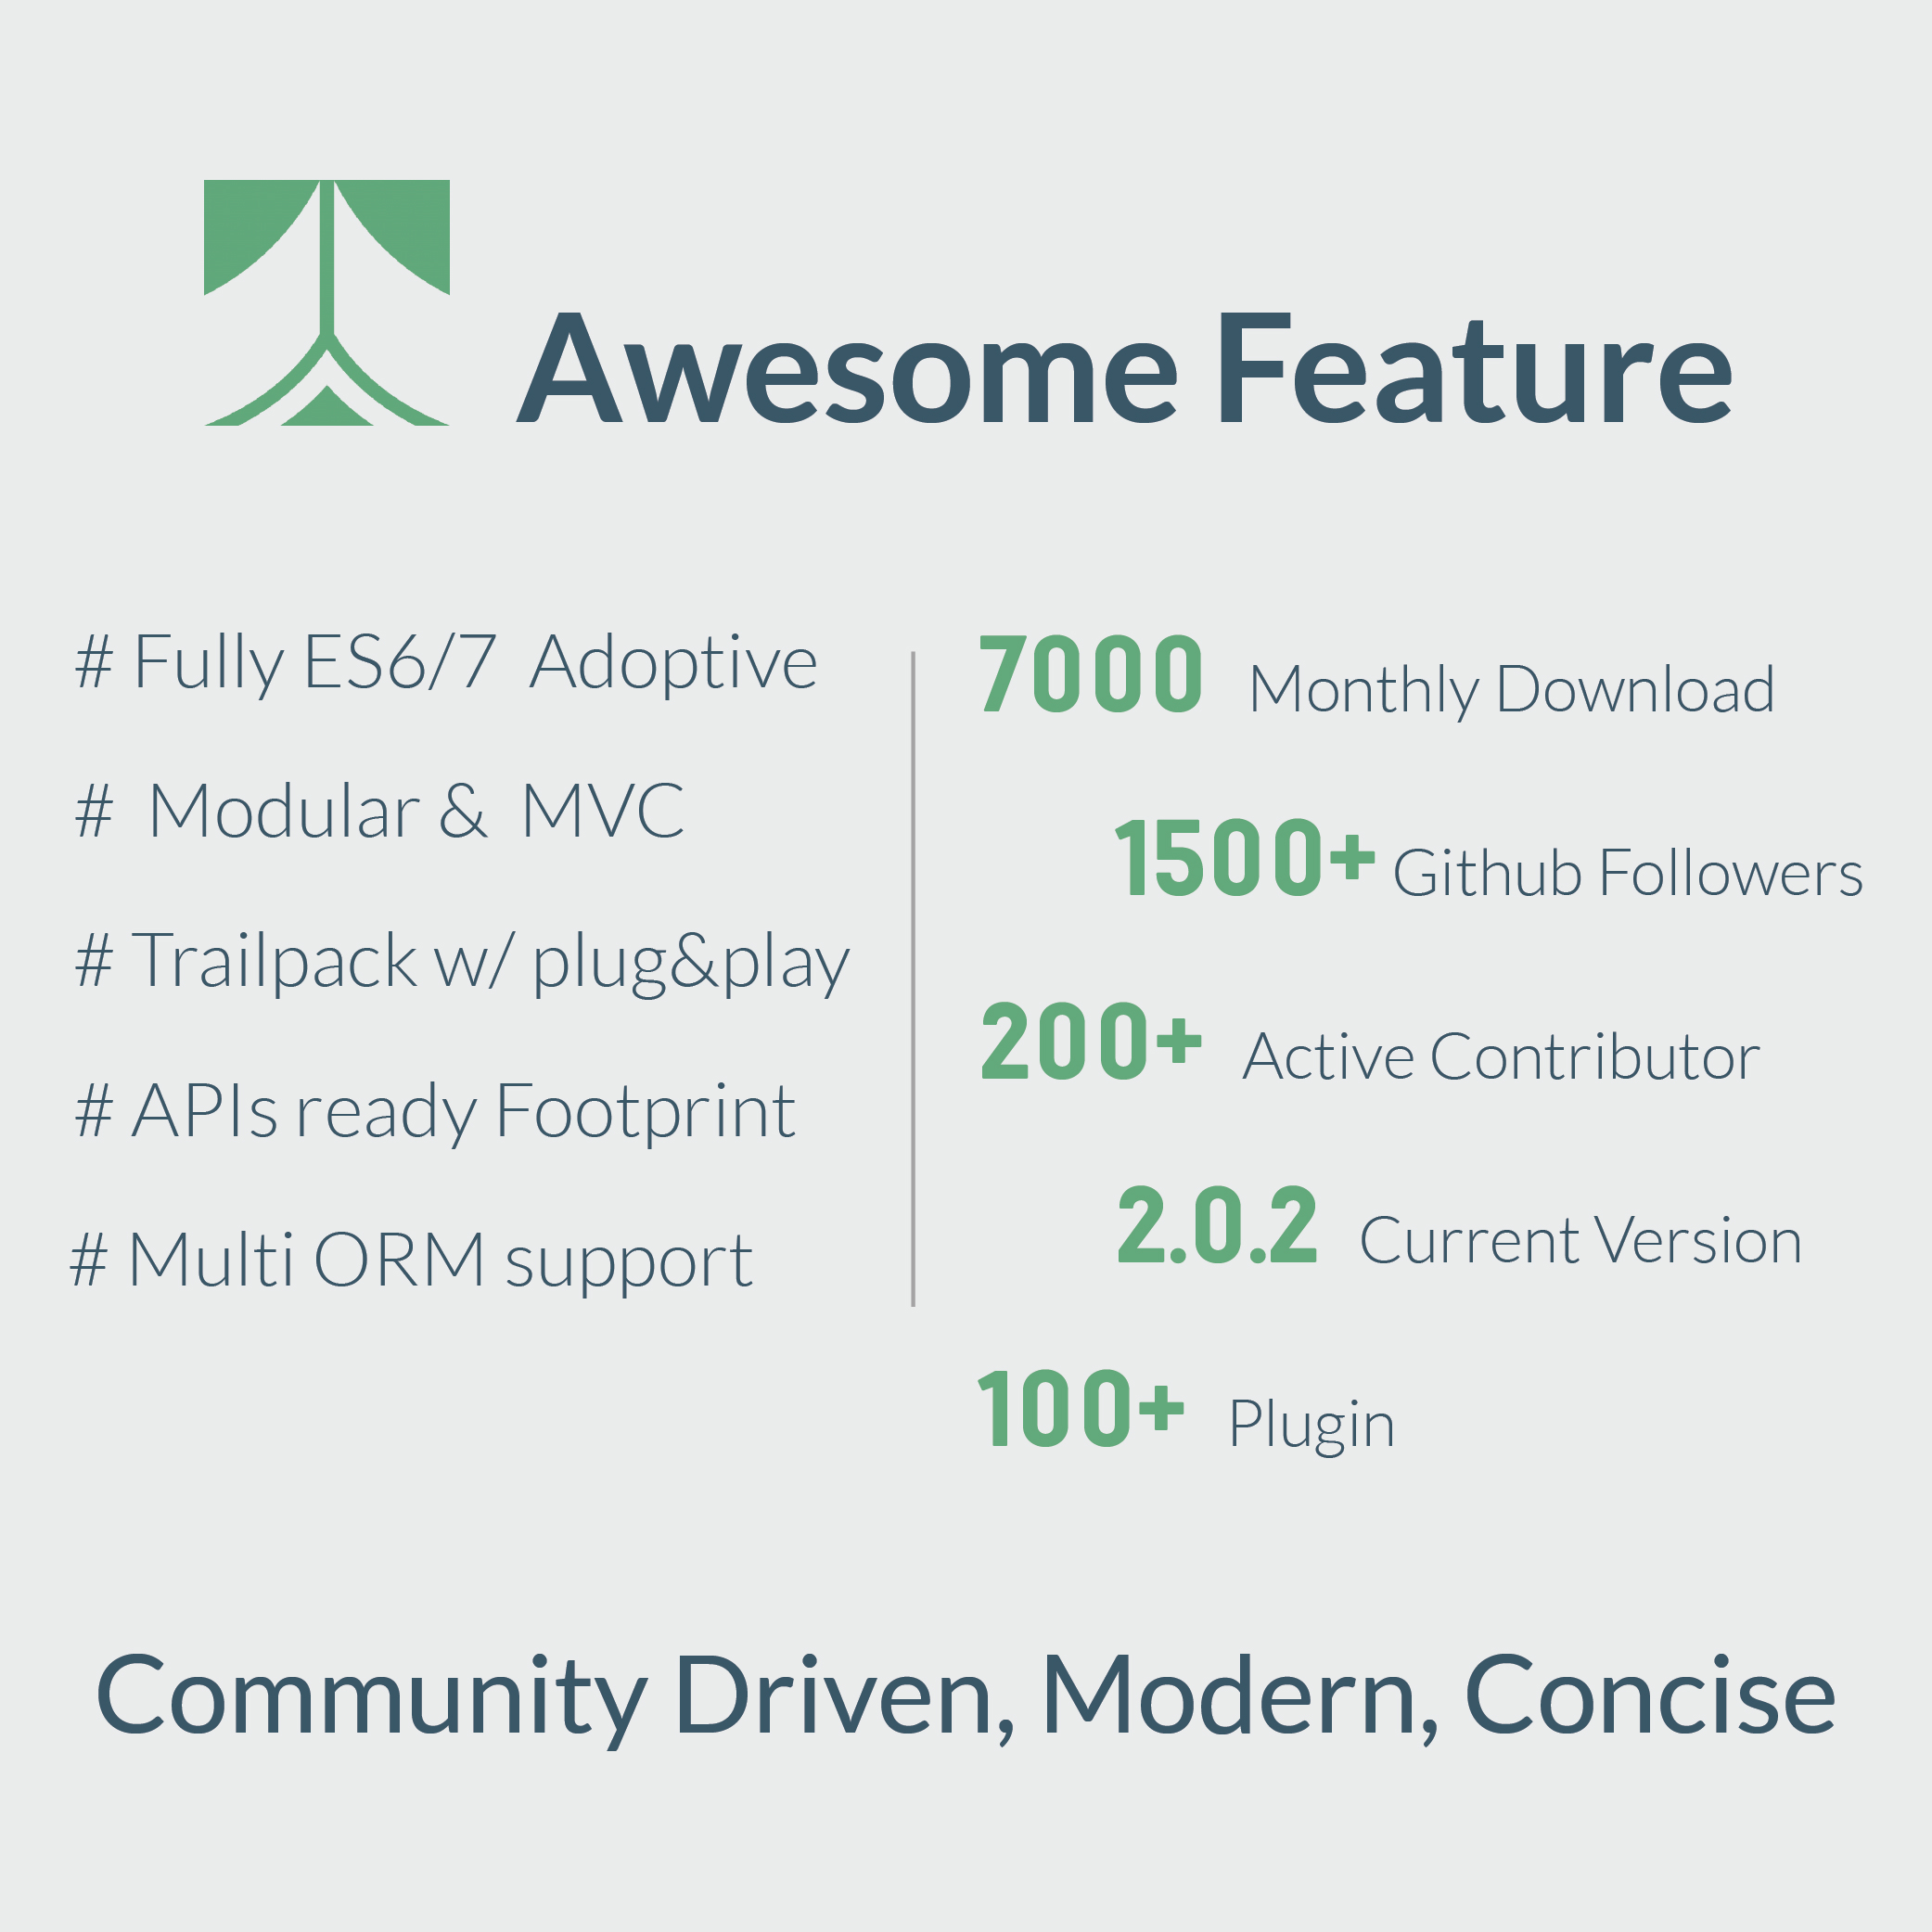 Awesome Feature
# Fully ES6/7 Adoptive
# Modular & MVC
# Trailpack w/ plug&play
# APIs ready Footprint
# Multi ORM support
7000 Monthly Download
1500+ Github Followers
200+ Active Contributor
2.0.2 Current Version
100+ Plugin
Community Driven, Modern, Concise